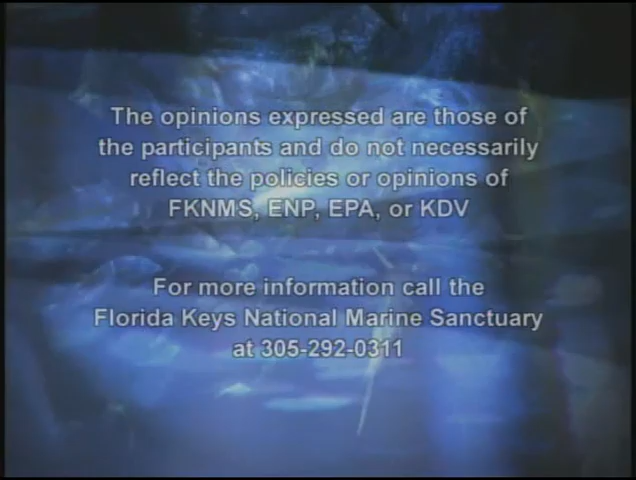 The opinions expressed are those of
the participants and do not necessarily
reflect the policies or opinions of
FKNMS, ENP, EPA, or KDV
For more information call the
Florida Keys National Marine Sanctuary
at 305-292-0311